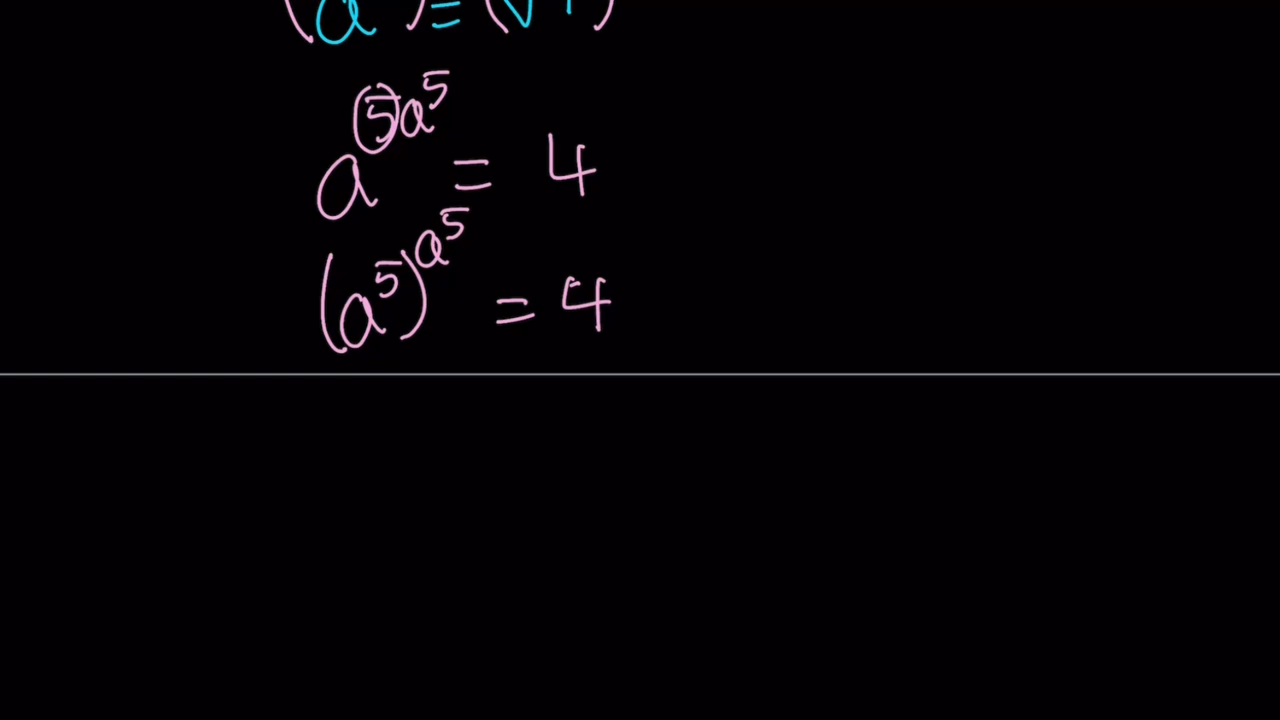 a^{5a^5} = 4
(a^5)^{a^5} = 4